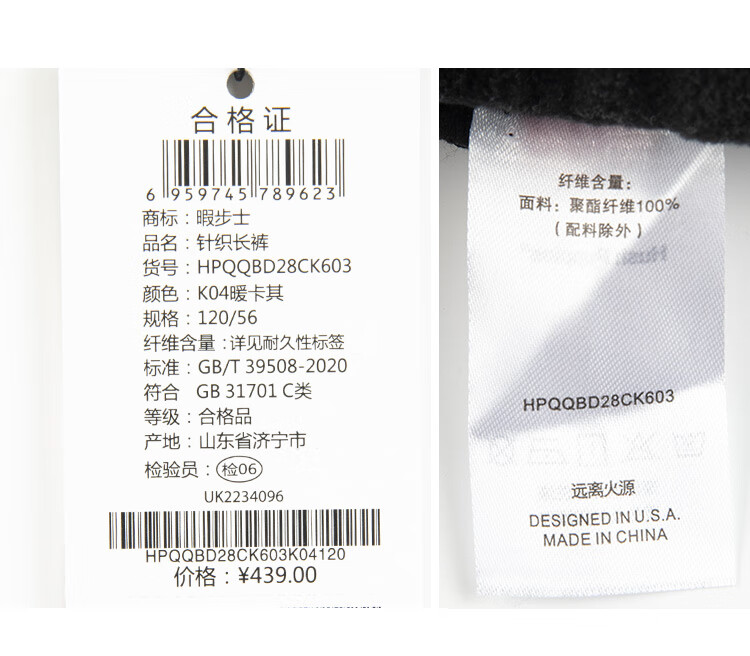 合格证
6 959745 789623
商标：暇步士
品名：针织长裤
货号：HPQQBD28CK603
颜色：K04暖卡其
规格：120/56
纤维含量：详见耐久性标签
标准：GB/T 39508-2020
符合 GB 31701 C类
等级：合格品
产地：山东省济宁市
检验员：检06
UK2234096
HPQQBD28CK603K04120
价格：¥439.00
纤维含量：
面料：聚酯纤维100%
（配料除外）
HPQQBD28CK603
远离火源
DESIGNED IN U.S.A.
MADE IN CHINA